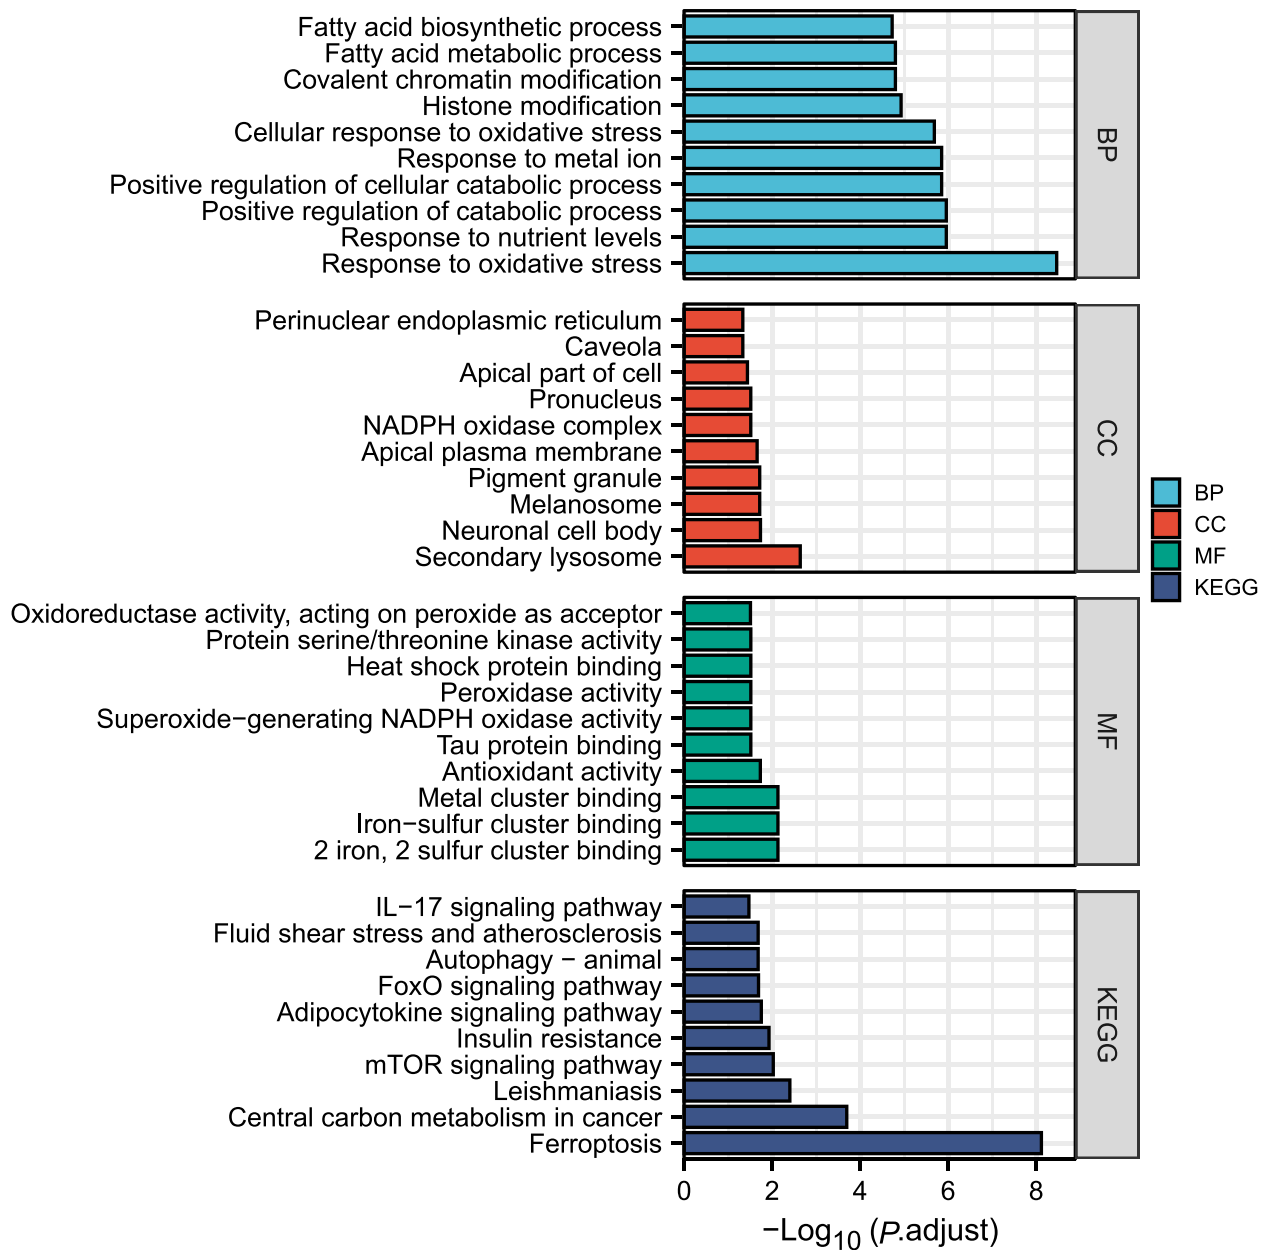 Fatty acid biosynthetic process
Fatty acid metabolic process
Covalent chromatin modification
Histone modification
Cellular response to oxidative stress
Response to metal ion
Positive regulation of cellular catabolic process
Positive regulation of catabolic process
Response to nutrient levels
Response to oxidative stress
BP
Perinuclear endoplasmic reticulum
Caveola
Apical part of cell
Pronucleus
NADPH oxidase complex
Apical plasma membrane
Pigment granule
Melanosome
Neuronal cell body
Secondary lysosome
CC
Oxidoreductase activity, acting on peroxide as acceptor
Protein serine/threonine kinase activity
Heat shock protein binding
Peroxidase activity
Superoxide−generating NADPH oxidase activity
Tau protein binding
Antioxidant activity
Metal cluster binding
Iron−sulfur cluster binding
2 iron, 2 sulfur cluster binding
MF
IL−17 signaling pathway
Fluid shear stress and atherosclerosis
Autophagy − animal
FoxO signaling pathway
Adipocytokine signaling pathway
Insulin resistance
mTOR signaling pathway
Leishmaniasis
Central carbon metabolism in cancer
Ferroptosis
KEGG
0 2 4 6 8
−Log10 (P.adjust)
BP
CC
MF
KEGG